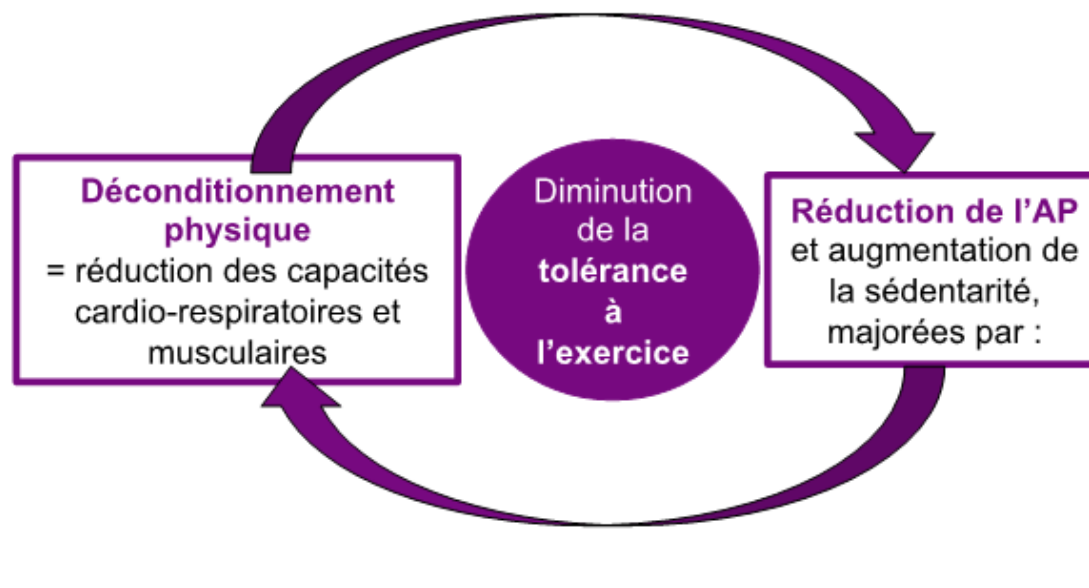 Déconditionnement
physique
= réduction des capacités
cardio-respiratoires et
musculaires
Diminution
de la
tolérance
à
l’exercice
Réduction de l’AP
et augmentation de
la sédentarité,
majorées par :